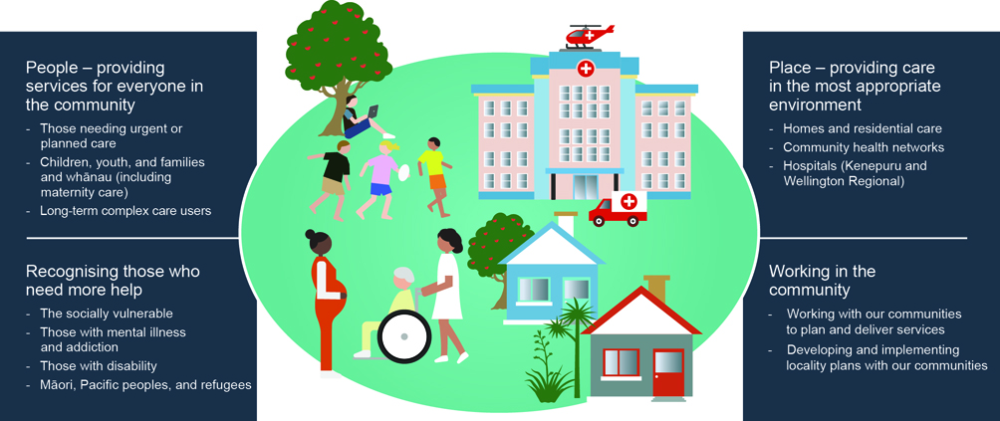 People – providing
services for everyone in
the community
- Those needing urgent or
planned care
- Children, youth, and families
and whānau (including
maternity care)
- Long-term complex care users
Recognising those who
need more help
- The socially vulnerable
- Those with mental illness
and addiction
- Those with disability
- Māori, Pacific peoples, and refugees
Place – providing care
in the most appropriate
environment
- Homes and residential care
- Community health networks
- Hospitals (Kenepuru and
Wellington Regional)
Working in the
community
- Working with our communities
to plan and deliver services
- Developing and implementing
locality plans with our communities